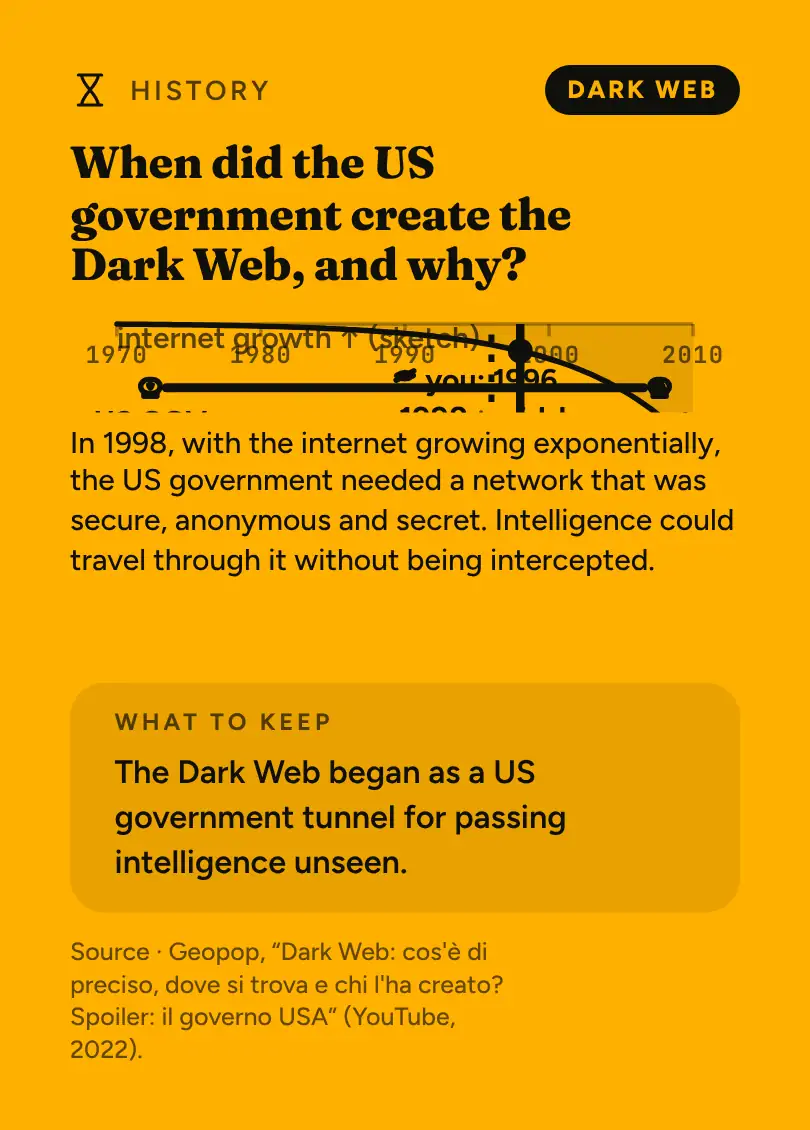 HISTORY
DARK WEB
When did the US
government create the
Dark Web, and why?
internet growth ↑ (sketch)
1970 1980 1990 2000 2010
you: 1996
In 1998, with the internet growing exponentially,
the US government needed a network that was
secure, anonymous and secret. Intelligence could
travel through it without being intercepted.
WHAT TO KEEP
The Dark Web began as a US
government tunnel for passing
intelligence unseen.
Source · Geopop, “Dark Web: cos'è di
preciso, dove si trova e chi l'ha creato?
Spoiler: il governo USA” (YouTube,
2022).